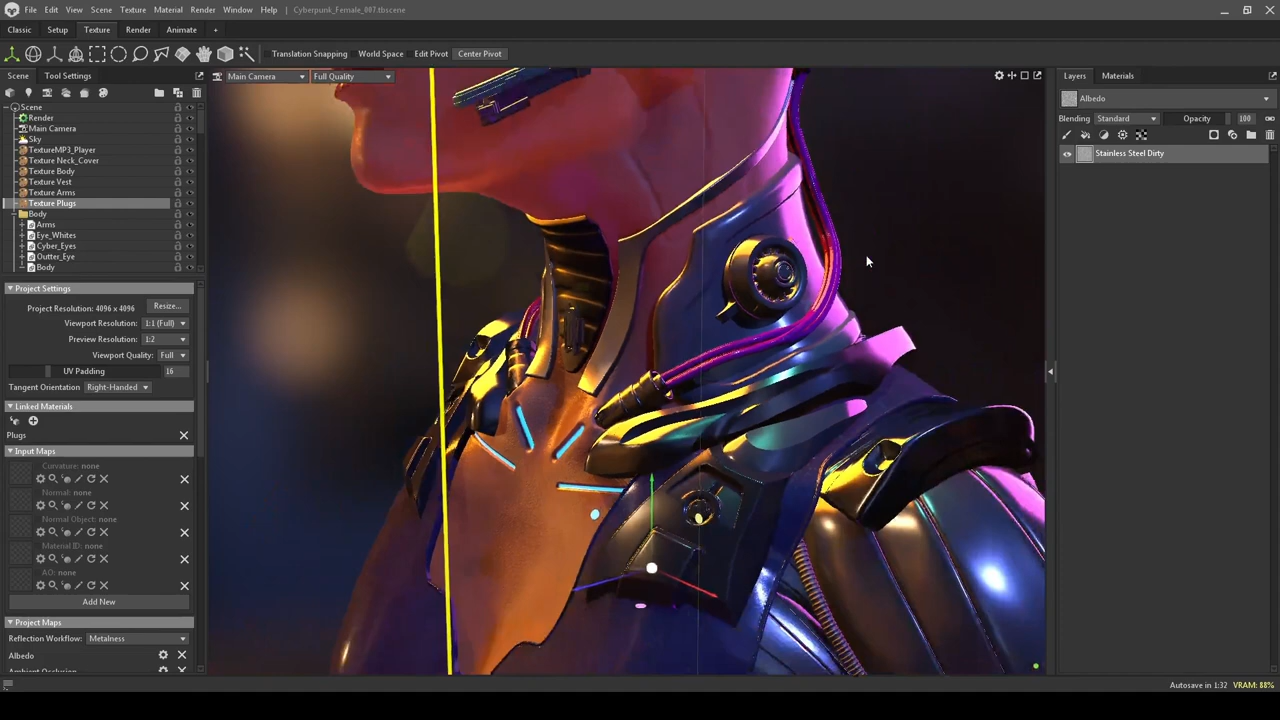 File Edit View Scene Texture Material Render Window Help Cyberpunk_Female_007.tbscene
Classic Setup Texture Render Animate +
Translation Snapping World Space Edit Pivot Center Pivot
Scene Tool Settings
Main Camera Full Quality
Layers Materials
Scene
Render
Main Camera
Sky
TextureMP3_Player
Texture Neck_Cover
Texture Body
Texture Vest
Texture Arms
Texture Plugs
Body
Arms
Eye_Whites
Cyber_Eyes
Outter_Eye
Body
Project Settings
Project Resolution: 4096 x 4096 Resize...
Viewport Resolution: 1:1 (Full)
Preview Resolution: 1:2
Viewport Quality: Full
UV Padding 16
Tangent Orientation Right-Handed
Linked Materials
Plugs
Input Maps
Curvature: none
Normal: none
Normal Object: none
Material ID: none
AO: none
Add New
Project Maps
Reflection Workflow: Metalness
Albedo
Ambient Occlusion
Albedo
Blending Standard Opacity 100
Stainless Steel Dirty
Autosave in 1:32 VRAM: 88%